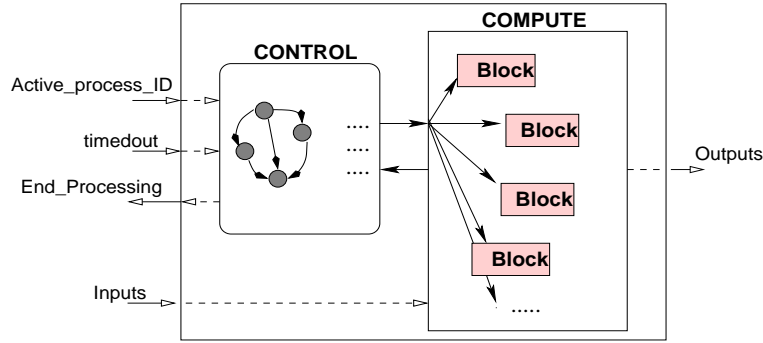 COMPUTE
CONTROL
Block
Active_process_ID
....
Block
timedout
....
Outputs
....
End_Processing
Block
Block
Inputs
.....